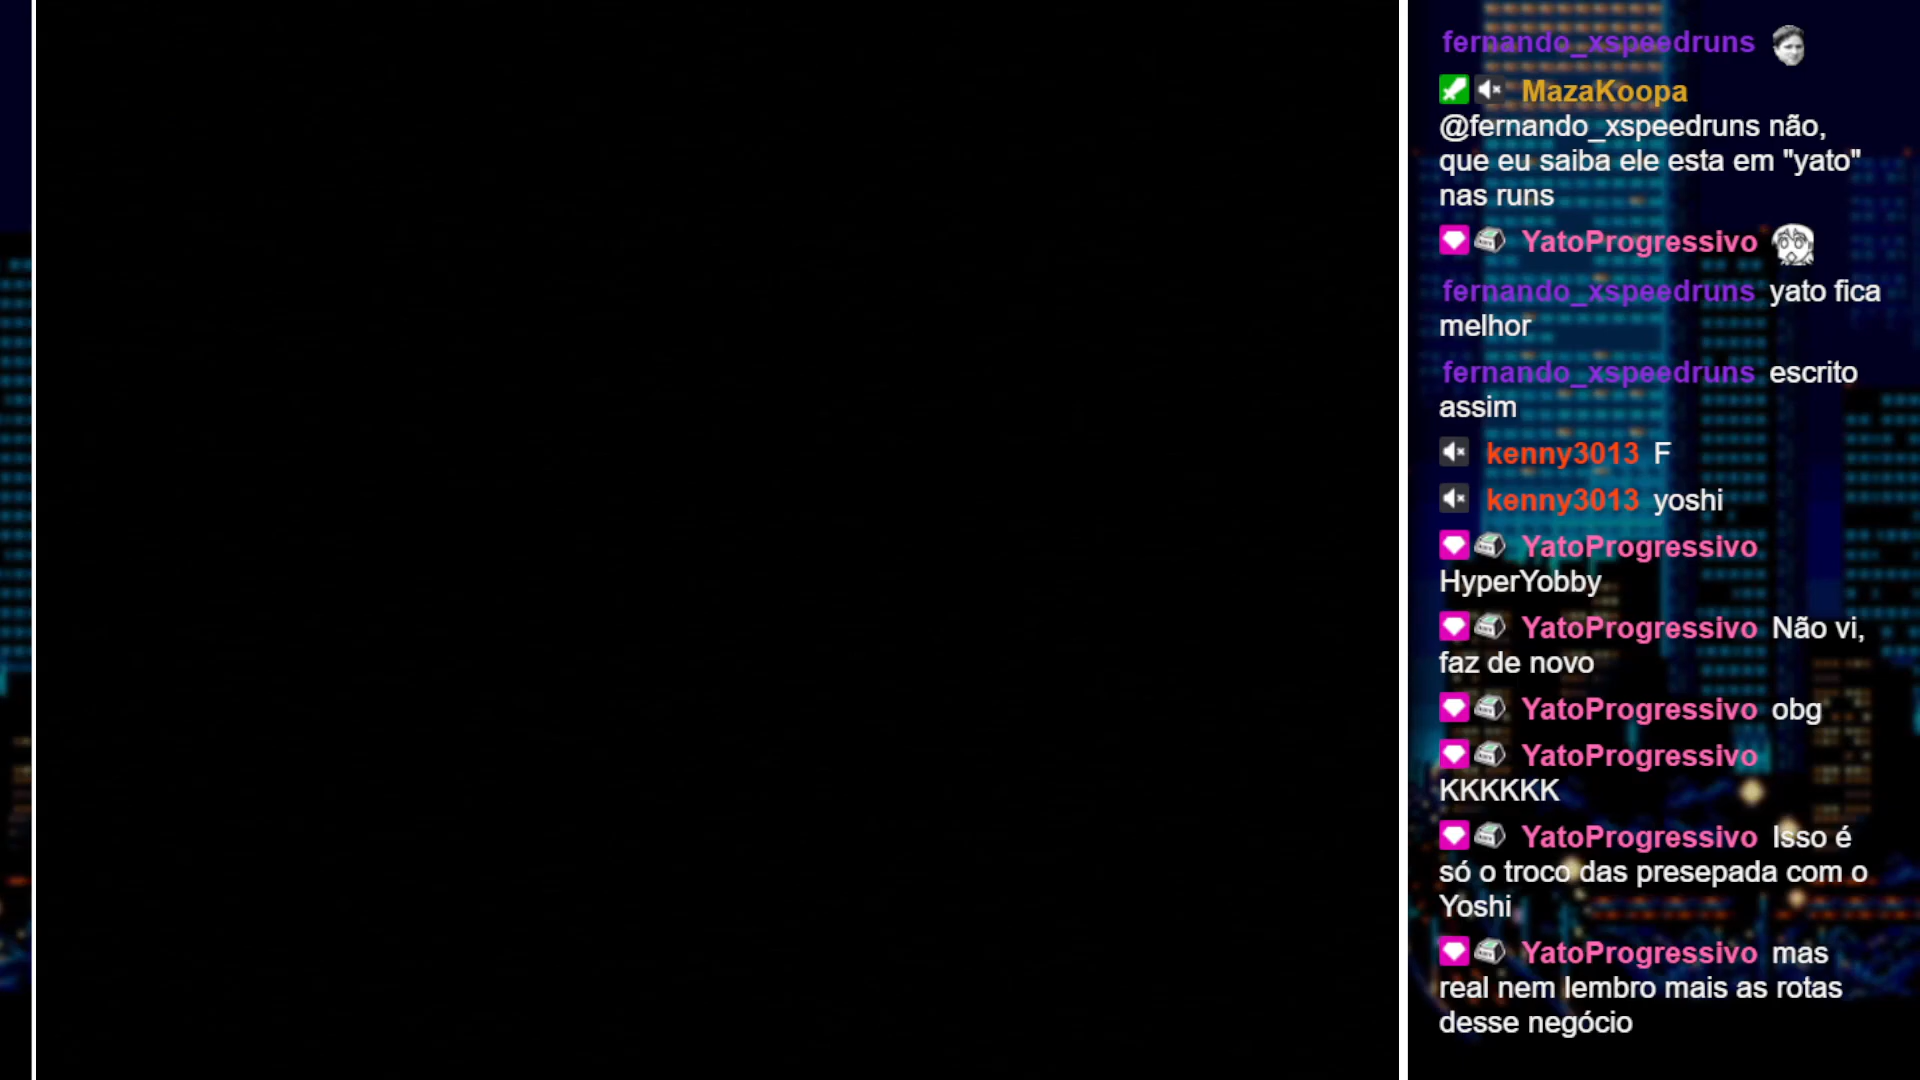 fernando_xspeedruns
MazaKoopa
@fernando_xspeedruns não,
que eu saiba ele esta em "yato"
nas runs
YatoProgressivo
fernando_xspeedruns yato fica
melhor
fernando_xspeedruns escrito
assim
kenny3013 F
kenny3013 yoshi
YatoProgressivo
HyperYobby
YatoProgressivo Não vi,
faz de novo
YatoProgressivo obg
YatoProgressivo
KKKKKK
YatoProgressivo Isso é
só o troco das presepada com o
Yoshi
YatoProgressivo mas
real nem lembro mais as rotas
desse negócio